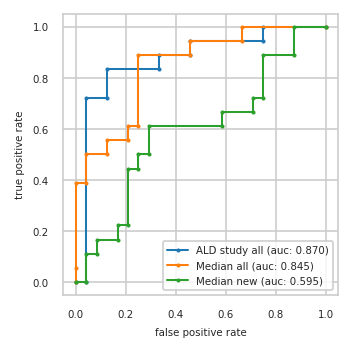 1.0
0.8
0.6
0.4
0.2
0.0
true positive rate
ALD study all (auc: 0.870)
Median all (auc: 0.845)
Median new (auc: 0.595)
0.0 0.2 0.4 0.6 0.8 1.0
false positive rate